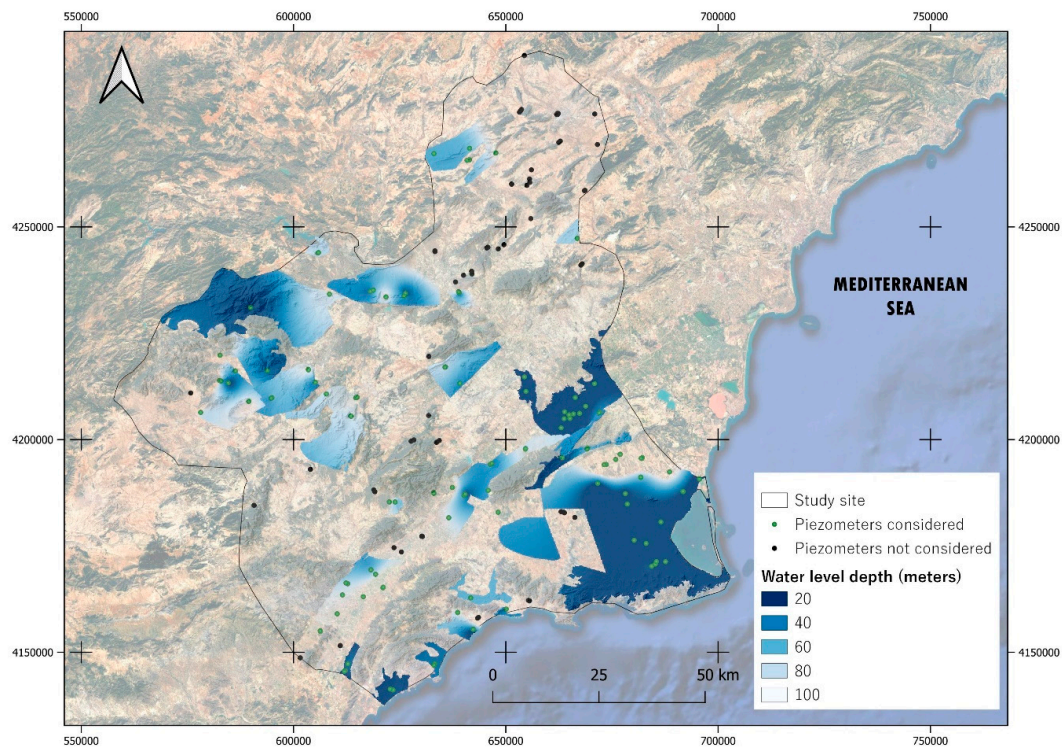 550000 600000 650000 700000 750000
4250000 4250000
MEDITERRANEAN
SEA
4200000 4200000
Study site
Piezometers considered
Piezometers not considered
Water level depth (meters)
20
40
60
80
100
4150000 4150000
0 25 50 km
550000 600000 650000 700000 750000